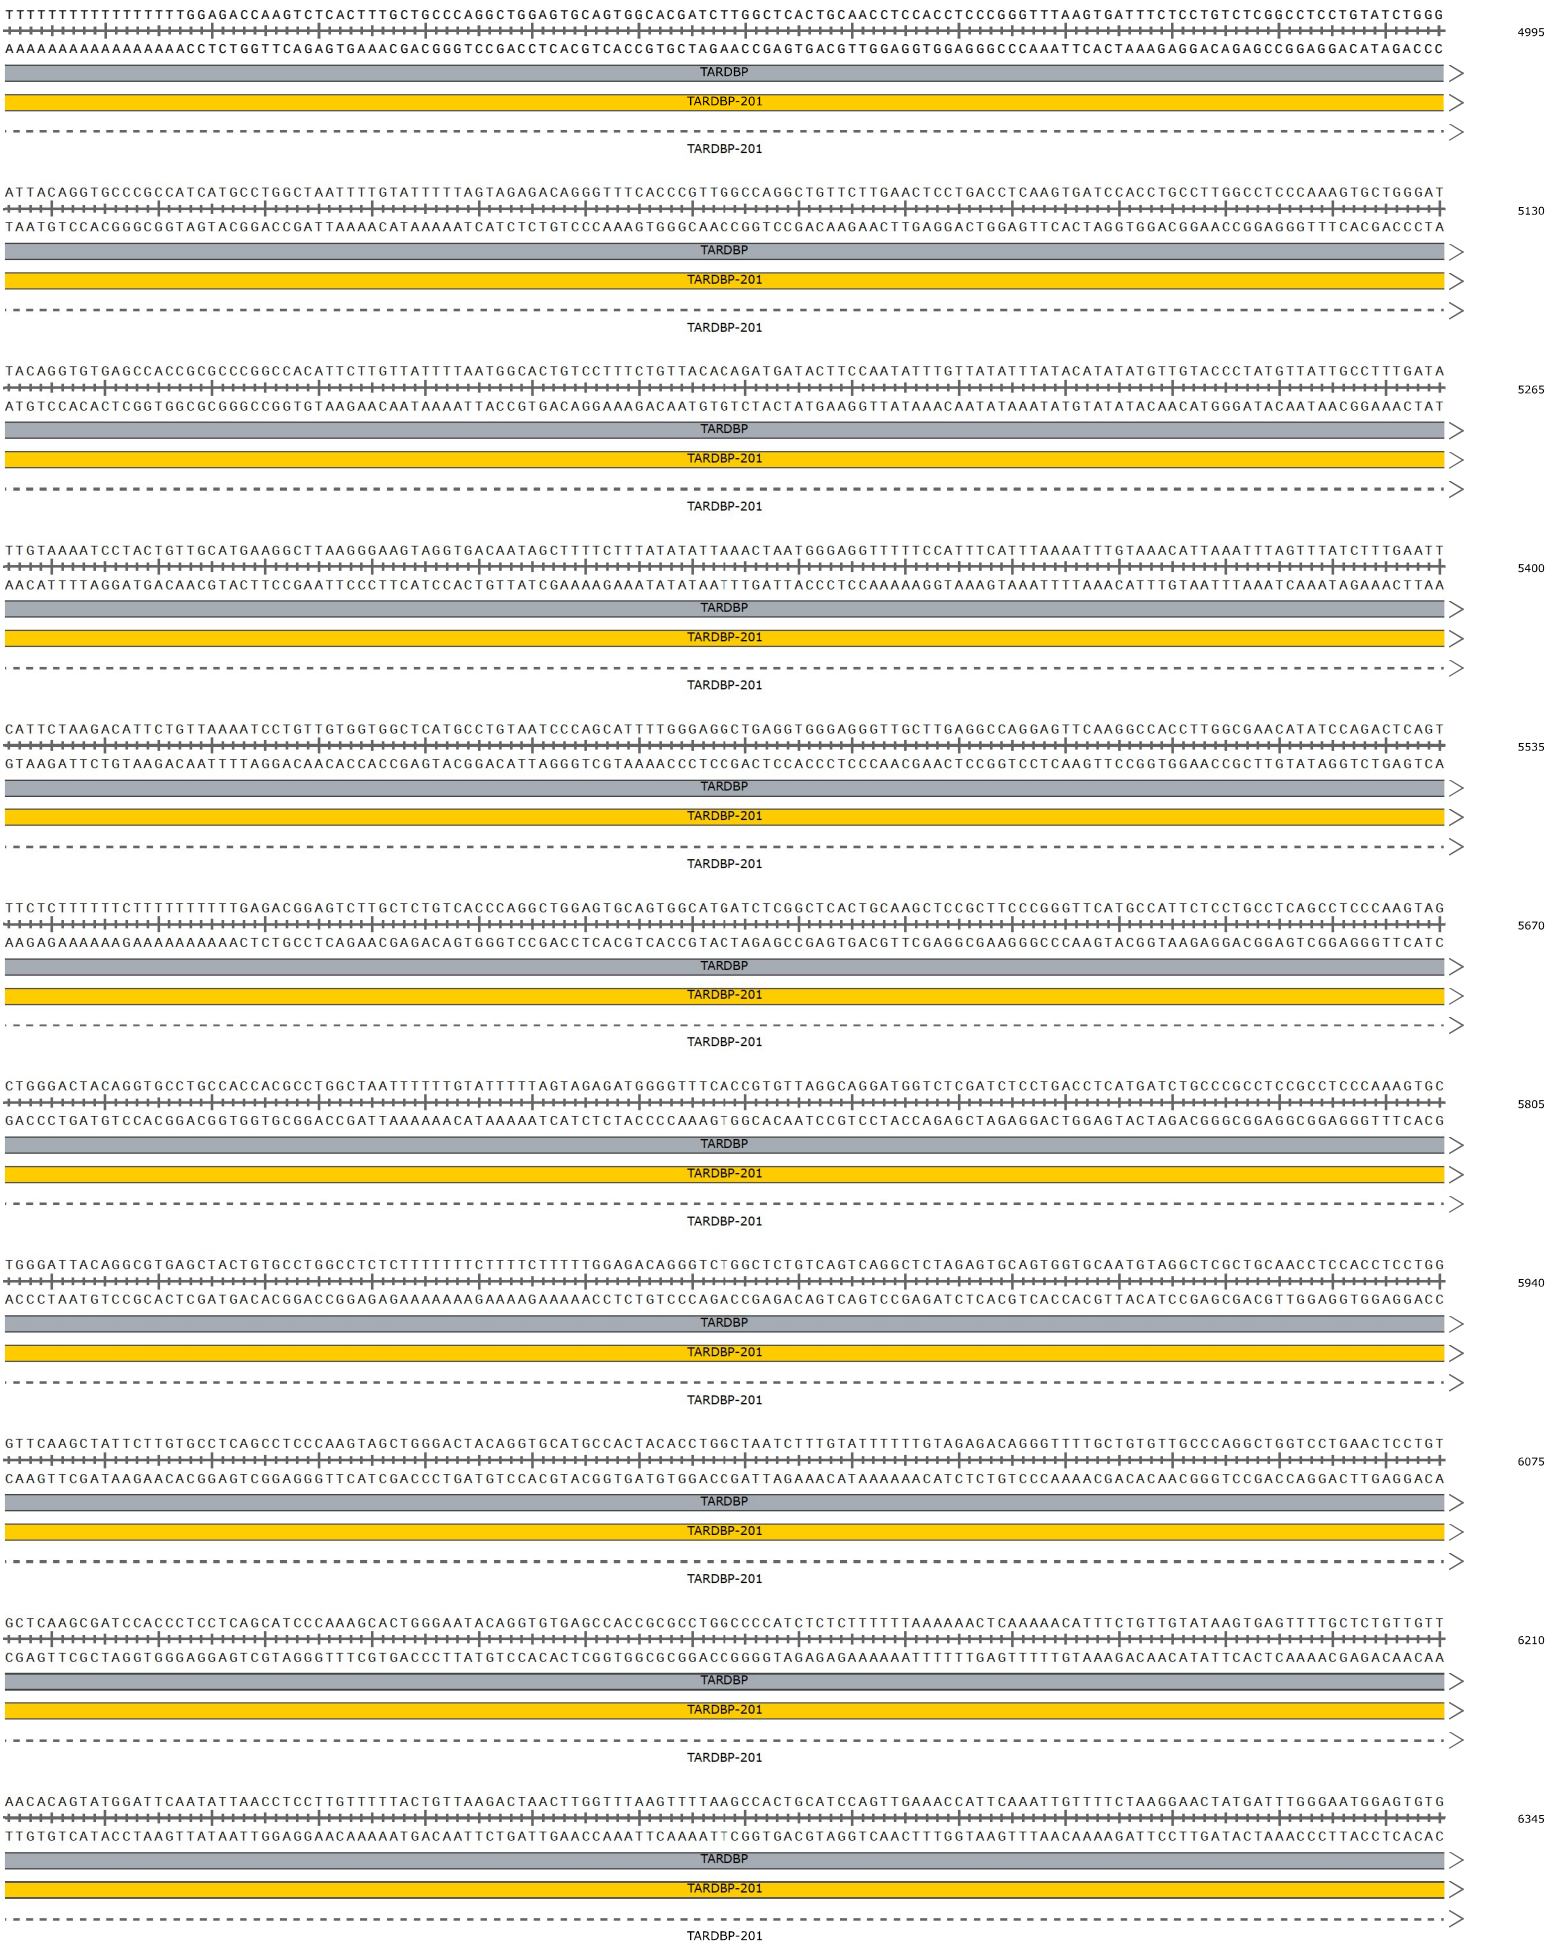 TTTTTTTTTTTTTTTTTGGAGACCAAGTCTCACTTTGCTGCCCAGGCTGGAGTGCAGTGGCACGATCTTGGCTCACTGCAACCTCCACCTCCCGGGTTTAAGTGATTTCTCCTGTCTCGGCCTCCTGTATCTGGG
4995
AAAAAAAAAAAAAAAAACCTCTGGTTCAGAGTGAAACGACGGGTCCGACCTCACGTCACCGTGCTAGAACCGAGTGACGTTGGAGGTGGAGGGCCCAAATTCACTAAAGAGGACAGAGCCGGAGGACATAGACCC
TARDBP
TARDBP-201
TARDBP-201
ATTACAGGTGCCCGCCATCATGCCTGGCTAATTTTGTATTTTTAGTAGAGACAGGGTTTCACCCGTTGGCCAGGCTGTTCTTGAACTCCTGACCTCAAGTGATCCACCTGCCTTGGCCTCCCAAAGTGCTGGGAT
5130
TAATGTCCACGGGCGGTAGTACGGACCGATTAAAACATAAAAATCATCTCTGTCCCAAAGTGGGCAACCGGTCCGACAAGAACTTGAGGACTGGAGTTCACTAGGTGGACGGAACCGGAGGGTTTCACGACCCTA
TARDBP
TARDBP-201
TARDBP-201
TACAGGTGTGAGCCACCGCGCCCGGCCACATTCTTGTTATTTTAATGGCACTGTCCTTTCTGTTACACAGATGATACTTCCAATATTTGTTATATTTATACATATATGTTGTACCCTATGTTATTGCCTTTGATA
5265
ATGTCCACACTCGGTGGCGCGGGCCGGTGTAAGAACAATAAAATTACCGTGACAGGAAAGACAATGTGTCTACTATGAAGGTTATAAACAATATAAATATGTATATACAACATGGGATACAATAACGGAAACTAT
TARDBP
TARDBP-201
TARDBP-201
TTGTAAAATCCTACTGTTGCATGAAGGCTTAAGGGAAGTAGGTGACAATAGCTTTTCTTTATATATTAAACTAATGGGAGGTTTTTCCATTTCATTTAAAATTTGTAAACATTAAATTTAGTTTATCTTTGAATT
5400
AACATTTTAGGATGACAACGTACTTCCGAATTCCCTTCATCCACTGTTATCGAAAAGAAATATATAATTTGATTACCCTCCAAAAAGGTAAAGTAAATTTTAAACATTTGTAATTTAAATCAAATAGAAACTTAA
TARDBP
TARDBP-201
TARDBP-201
CATTCTAAGACATTCTGTTAAAATCCTGTTGTGGTGGCTCATGCCTGTAATCCCAGCATTTTGGGAGGCTGAGGTGGGAGGGTTGCTTGAGGCCAGGAGTTCAAGGCCACCTTGGCGAACATATCCAGACTCAGT
5535
GTAAGATTCTGTAAGACAATTTTAGGACAACACCACCGAGTACGGACATTAGGGTCGTAAAACCCTCCGACTCCACCCTCCCAACGAACTCCGGTCCTCAAGTTCCGGTGGAACCGCTTGTATAGGTCTGAGTCA
TARDBP
TARDBP-201
TARDBP-201
TTCTCTTTTTTCTTTTTTTTTTGAGACGGAGTCTTGCTCTGTCACCCAGGCTGGAGTGCAGTGGCATGATCTCGGCTCACTGCAAGCTCCGCTTCCCGGGTTCATGCCATTCTCCTGCCTCAGCCTCCCAAGTAG
5670
AAGAGAAAAAAGAAAAAAAAAACTCTGCCTCAGAACGAGACAGTGGGTCCGACCTCACGTCACCGTACTAGAGCCGAGTGACGTTCGAGGCGAAGGGCCCAAGTACGGTAAGAGGACGGAGTCGGAGGGTTCATC
TARDBP
TARDBP-201
TARDBP-201
CTGGGACTACAGGTGCCTGCCACCACGCCTGGCTAATTTTTTGTATTTTTAGTAGAGATGGGGTTTCACCGTGTTAGGCAGGATGGTCTCGATCTCCTGACCTCATGATCTGCCCGCCTCCGCCTCCCAAAGTGC
5805
GACCCTGATGTCCACGGACGGTGGTGCGGACCGATTAAAAAACATAAAAATCATCTCTACCCCAAAGTGGCACAATCCGTCCTACCAGAGCTAGAGGACTGGAGTACTAGACGGGCGGAGGCGGAGGGTTTCACG
TARDBP
TARDBP-201
TARDBP-201
TGGGATTACAGGCGTGAGCTACTGTGCCTGGCCTCTCTTTTTTTCTTTTCTTTTTGGAGACAGGGTCTGGCTCTGTCAGTCAGGCTCTAGAGTGCAGTGGTGCAATGTAGGCTCGCTGCAACCTCCACCTCCTGG
5940
ACCCTAATGTCCGCACTCGATGACACGGACCGGAGAGAAAAAAAGAAAAGAAAAACCTCTGTCCCAGACCGAGACAGTCAGTCCGAGATCTCACGTCACCACGTTACATCCGAGCGACGTTGGAGGTGGAGGACC
TARDBP
TARDBP-201
TARDBP-201
GTTCAAGCTATTCTTGTGCCTCAGCCTCCCAAGTAGCTGGGACTACAGGTGCATGCCACTACACCTGGCTAATCTTTGTATTTTTTGTAGAGACAGGGTTTTGCTGTGTTGCCCAGGCTGGTCCTGAACTCCTGT
6075
CAAGTTCGATAAGAACACGGAGTCGGAGGGTTCATCGACCCTGATGTCCACGTACGGTGATGTGGACCGATTAGAAACATAAAAAACATCTCTGTCCCAAAACGACACAACGGGTCCGACCAGGACTTGAGGACA
TARDBP
TARDBP-201
TARDBP-201
GCTCAAGCGATCCACCCTCCTCAGCATCCCAAAGCACTGGGAATACAGGTGTGAGCCACCGCGCCTGGCCCCATCTCTCTTTTTTAAAAAACTCAAAAACATTTCTGTTGTATAAGTGAGTTTTGCTCTGTTGTT
6210
CGAGTTCGCTAGGTGGGAGGAGTCGTAGGGTTTCGTGACCCTTATGTCCACACTCGGTGGCGCGGACCGGGGTAGAGAGAAAAAATTTTTTGAGTTTTTGTAAAGACAACATATTCACTCAAAACGAGACAACAA
TARDBP
TARDBP-201
TARDBP-201
AACACAGTATGGATTCAATATTAACCTCCTTGTTTTTACTGTTAAGACTAACTTGGTTTAAGTTTTAAGCCACTGCATCCAGTTGAAACCATTCAAATTGTTTTCTAAGGAACTATGATTTGGGAATGGAGTGTG
6345
TTGTGTCATACCTAAGTTATAATTGGAGGAACAAAAATGACAATTCTGATTGAACCAAATTCAAAATTCGGTGACGTAGGTCAACTTTGGTAAGTTTAACAAAAGATTCCTTGATACTAAACCCTTACCTCACAC
TARDBP
TARDBP-201
TARDBP-201